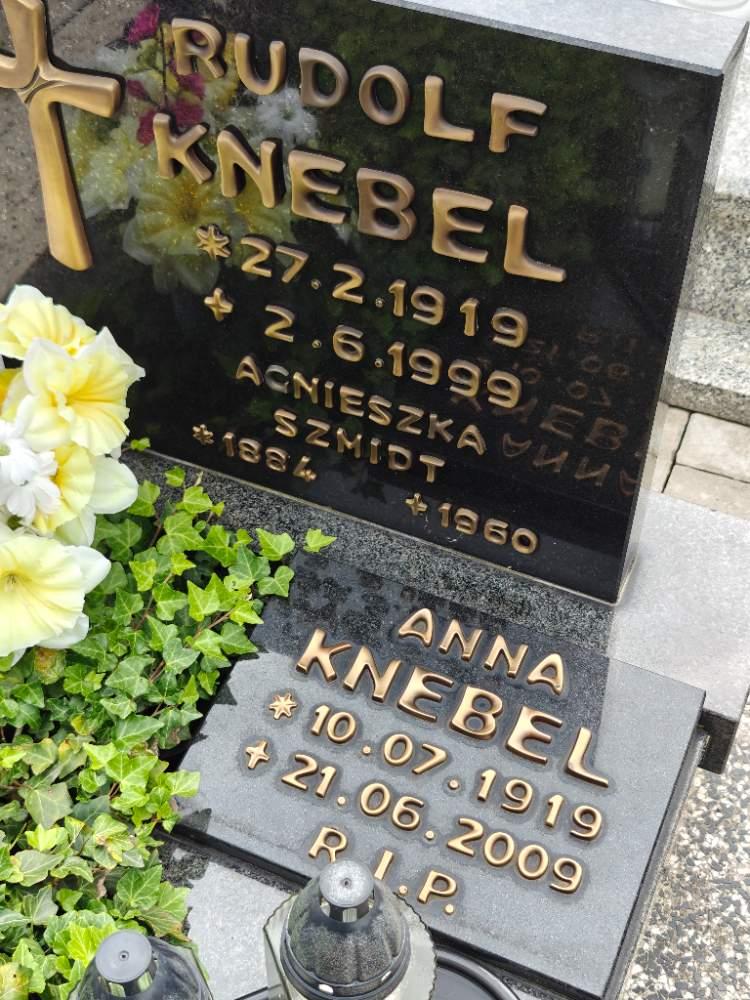 RUDOLF
KNEBEL
* 27.2.1919
+ 2.6.1999
AGNIESZKA
SZMIDT
* 1884 + 1960
ANNA
KNEBEL
* 10.07.1919
+ 21.06.2009
R.I.P.